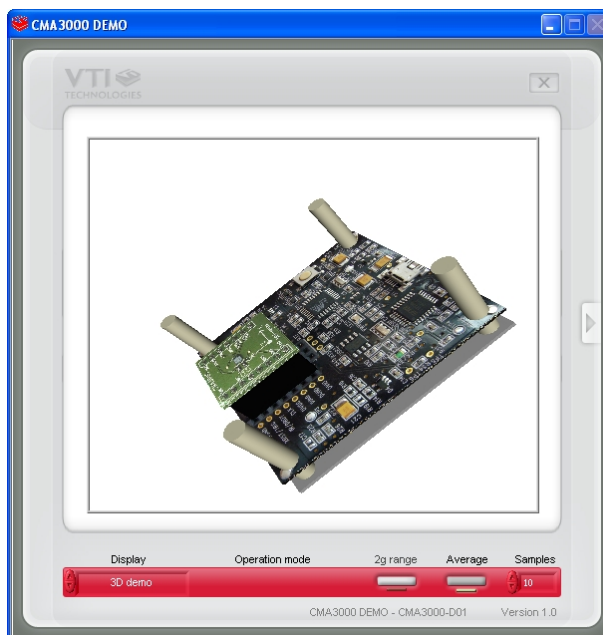 CMA3000 DEMO
VTI
TECHNOLOGIES
Display Operation mode 2g range Average Samples
3D demo 10
CMA3000 DEMO - CMA3000-D01 Version 1.0